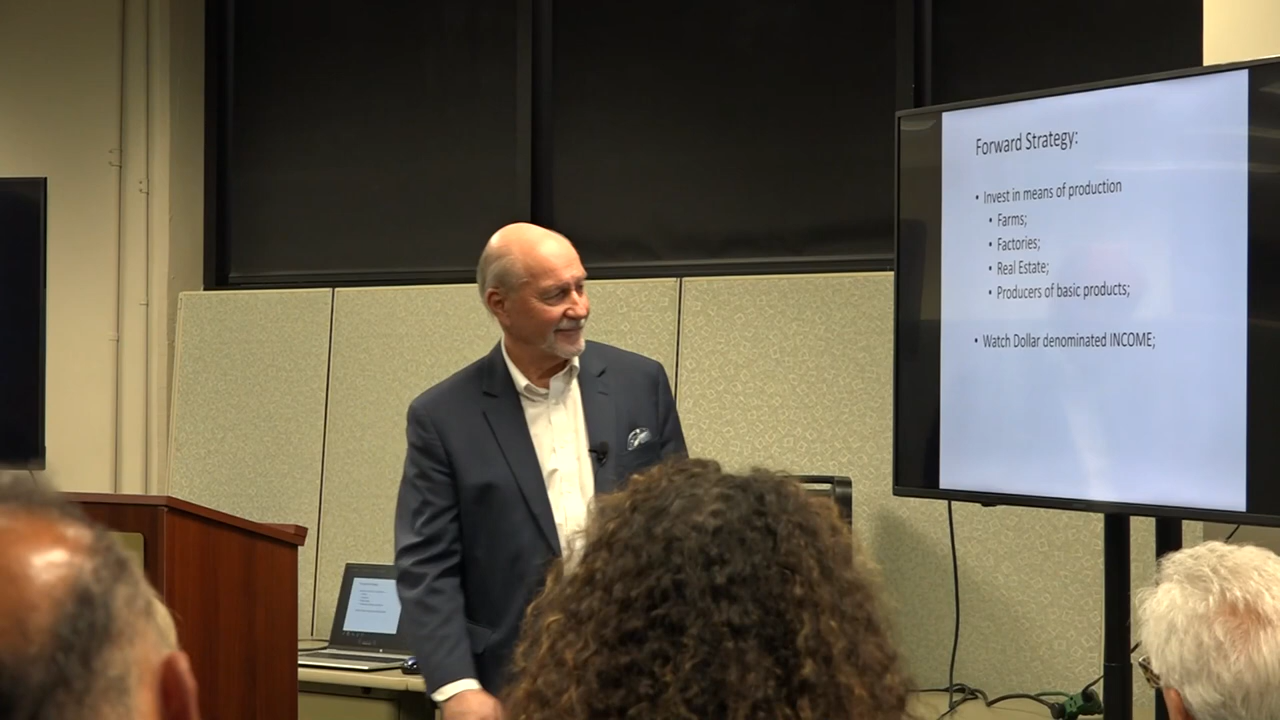 Forward Strategy:
• Invest in means of production
• Farms;
• Factories;
• Real Estate;
• Producers of basic products;
• Watch Dollar denominated INCOME;